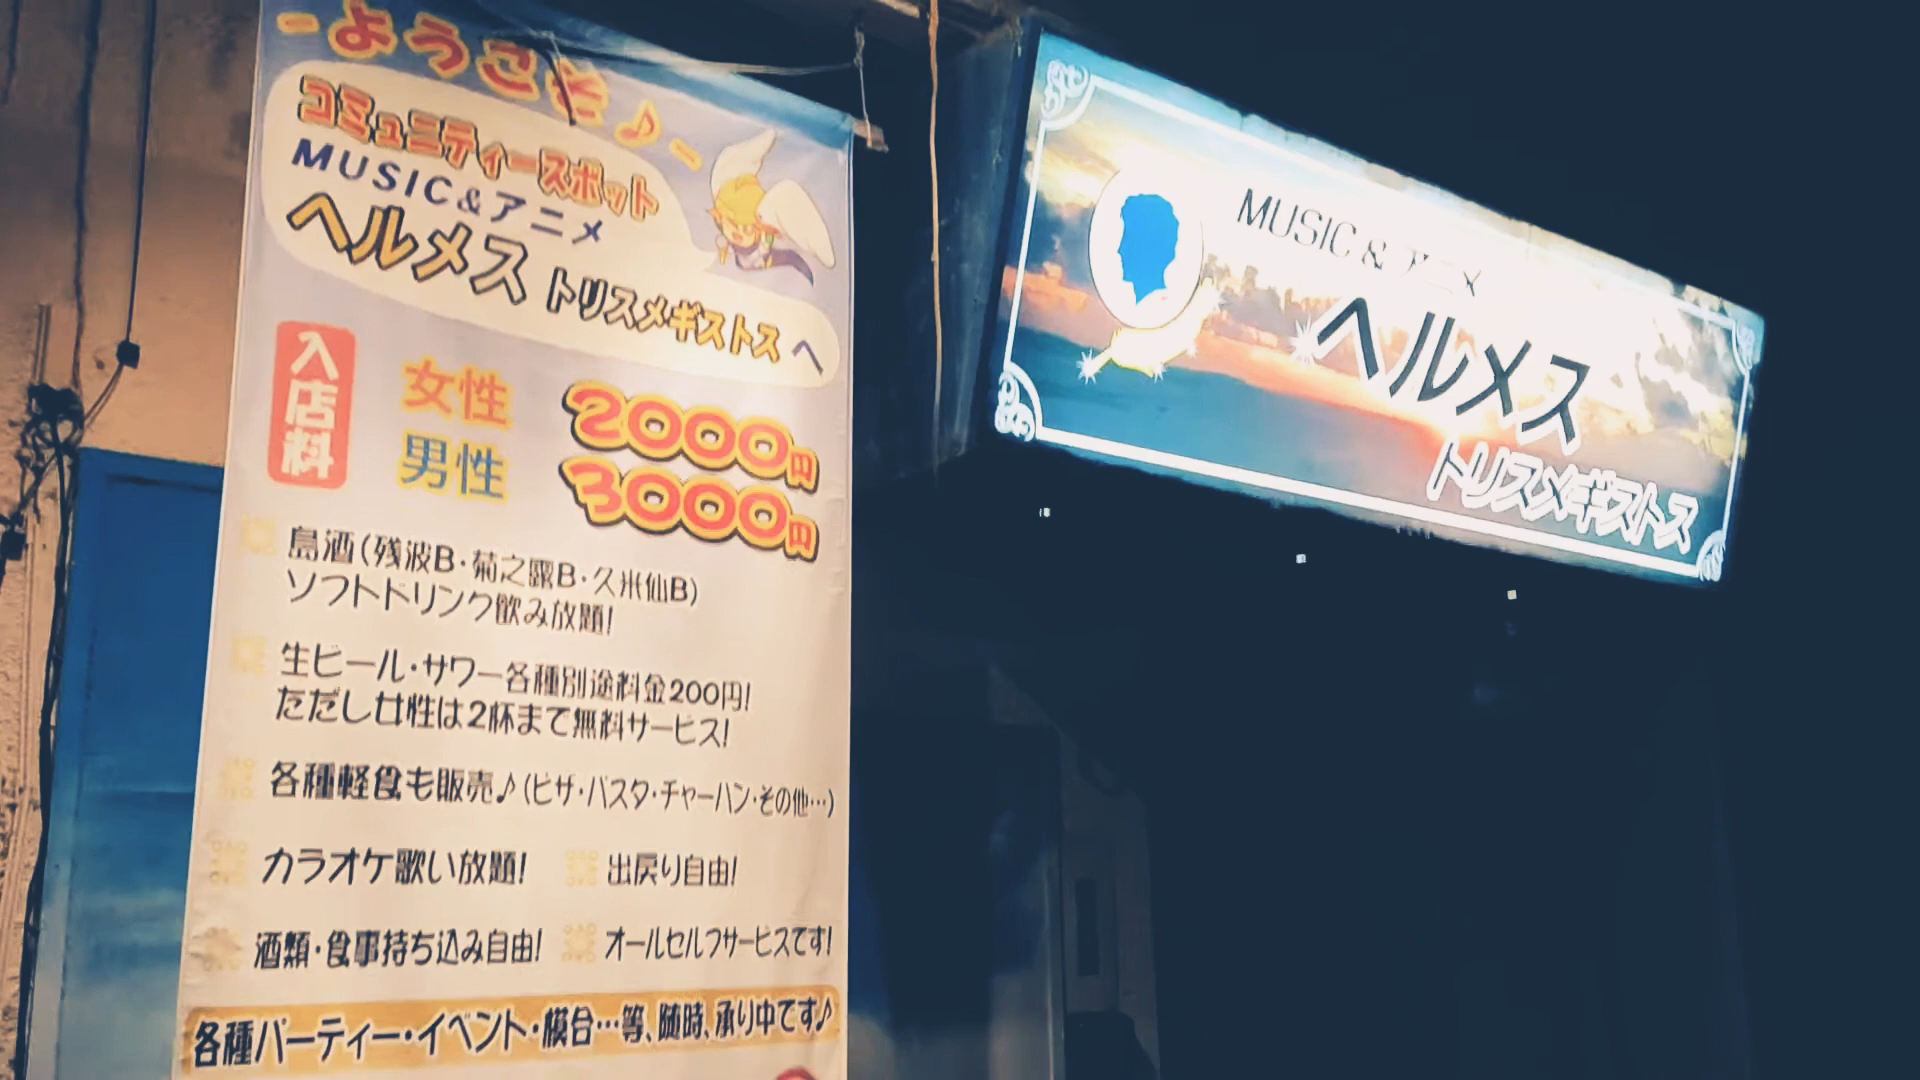 -ようこそ♪-
コミュニティースポット
MUSIC&アニメ
ヘルメス トリスメギストス へ
入店料
女性 2000円
男性 3000円
島酒(残波B・菊之露B・久米仙B)
ソフトドリンク飲み放題!
生ビール・サワー各種別途料金200円!
ただし女性は2杯まで無料サービス!
各種軽食も販売♪(ピザ・パスタ・チャーハン・その他…)
カラオケ歌い放題! 出戻り自由!
酒類・食事持ち込み自由! オールセルフサービスです!
各種パーティー・イベント・模合…等、随時、承り中です♪
MUSIC & アニメ
ヘルメス
トリスメギストス